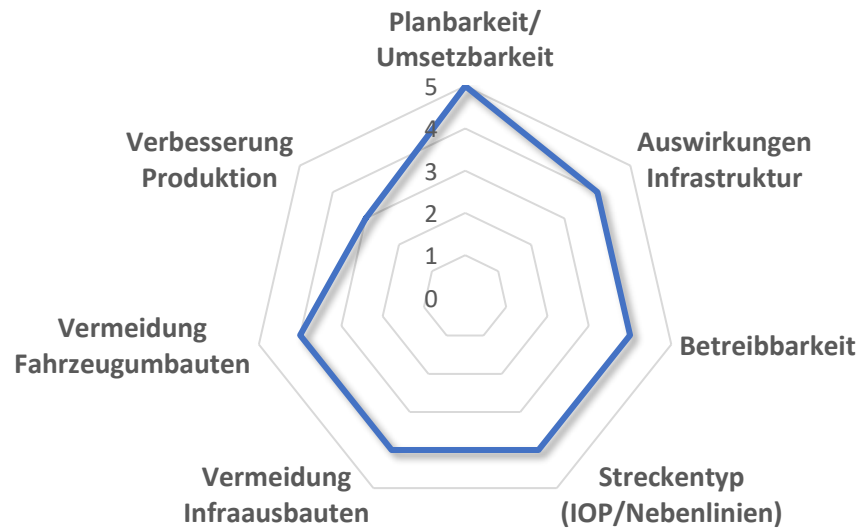 Planbarkeit/
Umsetzbarkeit
5
4
3
2
1
0
Auswirkungen
Infrastruktur
Betreibbarkeit
Streckentyp
(IOP/Nebenlinien)
Vermeidung
Infraausbauten
Vermeidung
Fahrzeugumbauten
Verbesserung
Produktion